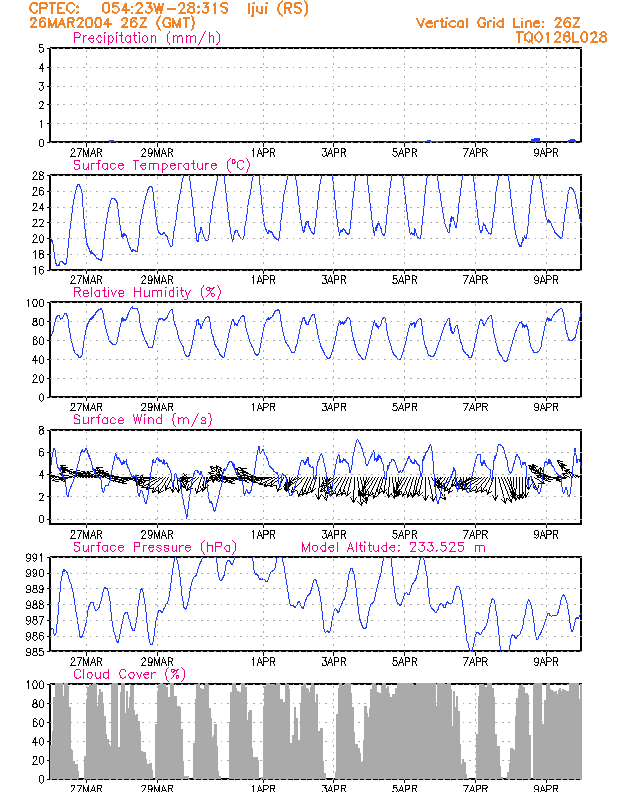 CPTEC: 054:23W-28:31S Ijui (RS)
26MAR2004 26Z (GMT) Vertical Grid Line: 26Z
Precipitation (mm/h) TQ0126L028
5
4
3
2
1
0
27MAR 29MAR 1APR 3APR 5APR 7APR 9APR
Surface Temperature (°C)
28
26
24
22
20
18
16
27MAR 29MAR 1APR 3APR 5APR 7APR 9APR
Relative Humidity (%)
100
80
60
40
20
0
27MAR 29MAR 1APR 3APR 5APR 7APR 9APR
Surface Wind (m/s)
8
6
4
2
0
27MAR 29MAR 1APR 3APR 5APR 7APR 9APR
Surface Pressure (hPa) Model Altitude: 233.525 m
991
990
989
988
987
986
985
27MAR 29MAR 1APR 3APR 5APR 7APR 9APR
Cloud Cover (%)
100
80
60
40
20
0
27MAR 29MAR 1APR 3APR 5APR 7APR 9APR